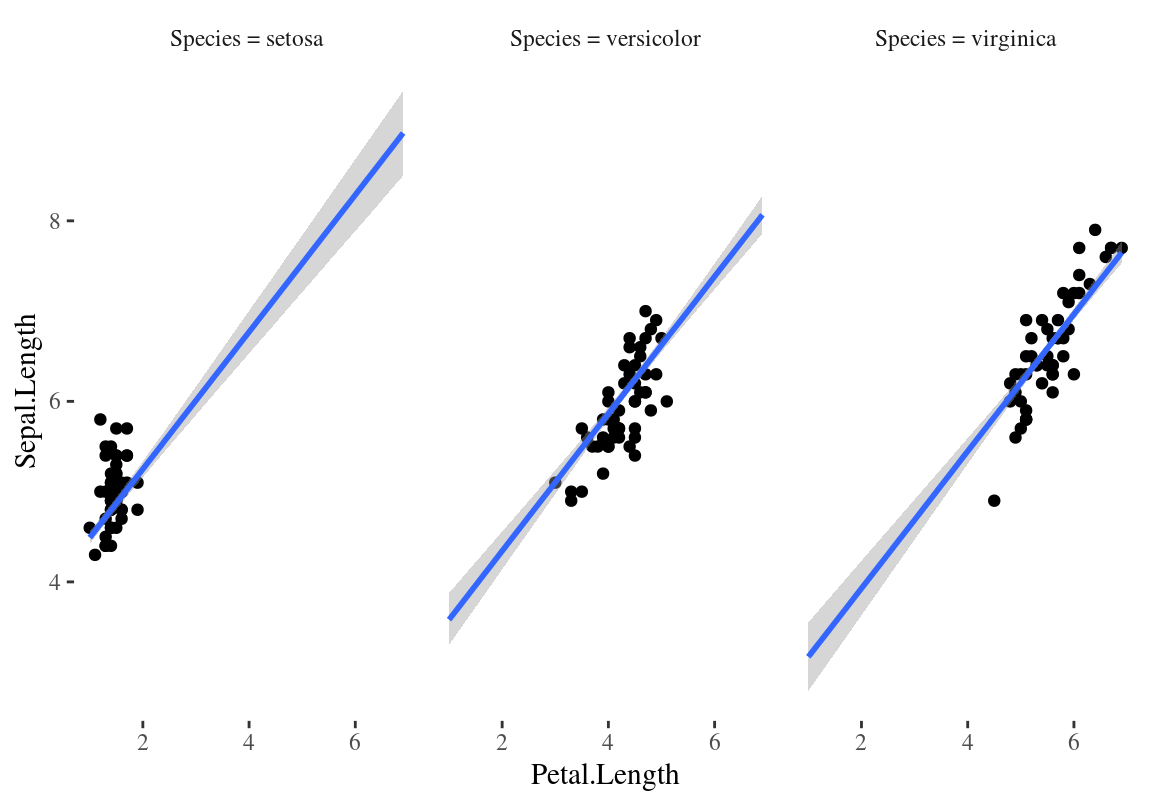 Species = setosa
Species = versicolor
Species = virginica
Sepal.Length
8
6
4
2 4 6
2 4 6
2 4 6
Petal.Length